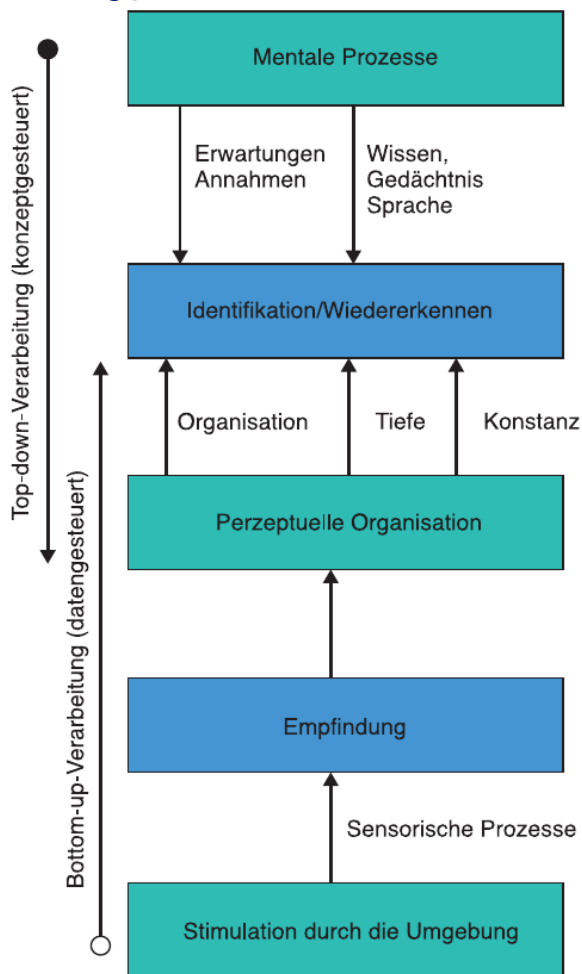 Mentale Prozesse
Erwartungen
Annahmen
Wissen,
Gedächtnis
Sprache
Identifikation/Wiedererkennen
Organisation
Tiefe
Konstanz
Perzeptuelle Organisation
Empfindung
Sensorische Prozesse
Stimulation durch die Umgebung
Top-down-Verarbeitung (konzeptgesteuert)
Bottom-up-Verarbeitung (datengesteuert)